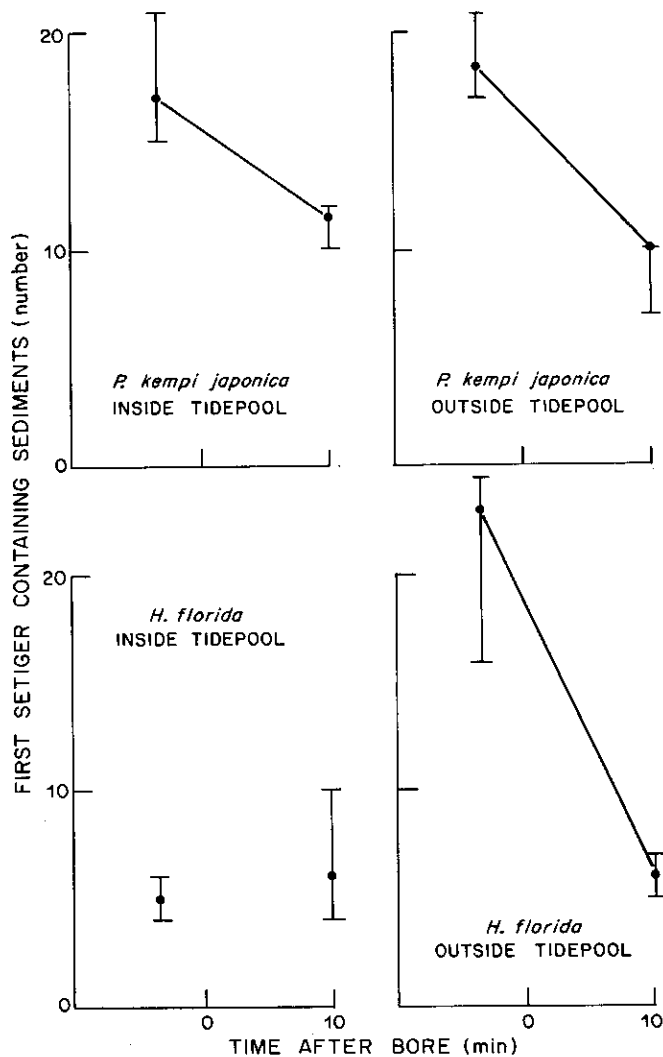 FIRST SETIGER CONTAINING SEDIMENTS (number)
20
10
0
P. kempi japonica
INSIDE TIDEPOOL
P. kempi japonica
OUTSIDE TIDEPOOL
20
10
0
H. florida
INSIDE TIDEPOOL
H. florida
OUTSIDE TIDEPOOL
0
10
0
10
TIME AFTER BORE (min)